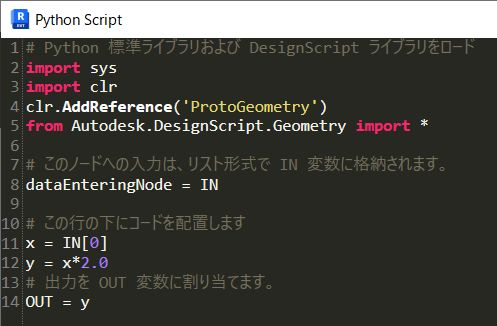 R
RVT
Python Script
1 # Python 標準ライブラリおよび DesignScript ライブラリをロード
2 import sys
3 import clr
4 clr.AddReference('ProtoGeometry')
5 from Autodesk.DesignScript.Geometry import *
6
7 # このノードへの入力は、リスト形式で IN 変数に格納されます。
8 dataEnteringNode = IN
9
10 # この行の下にコードを配置します
11 x = IN[0]
12 y = x*2.0
13 # 出力を OUT 変数に割り当てます。
14 OUT = y